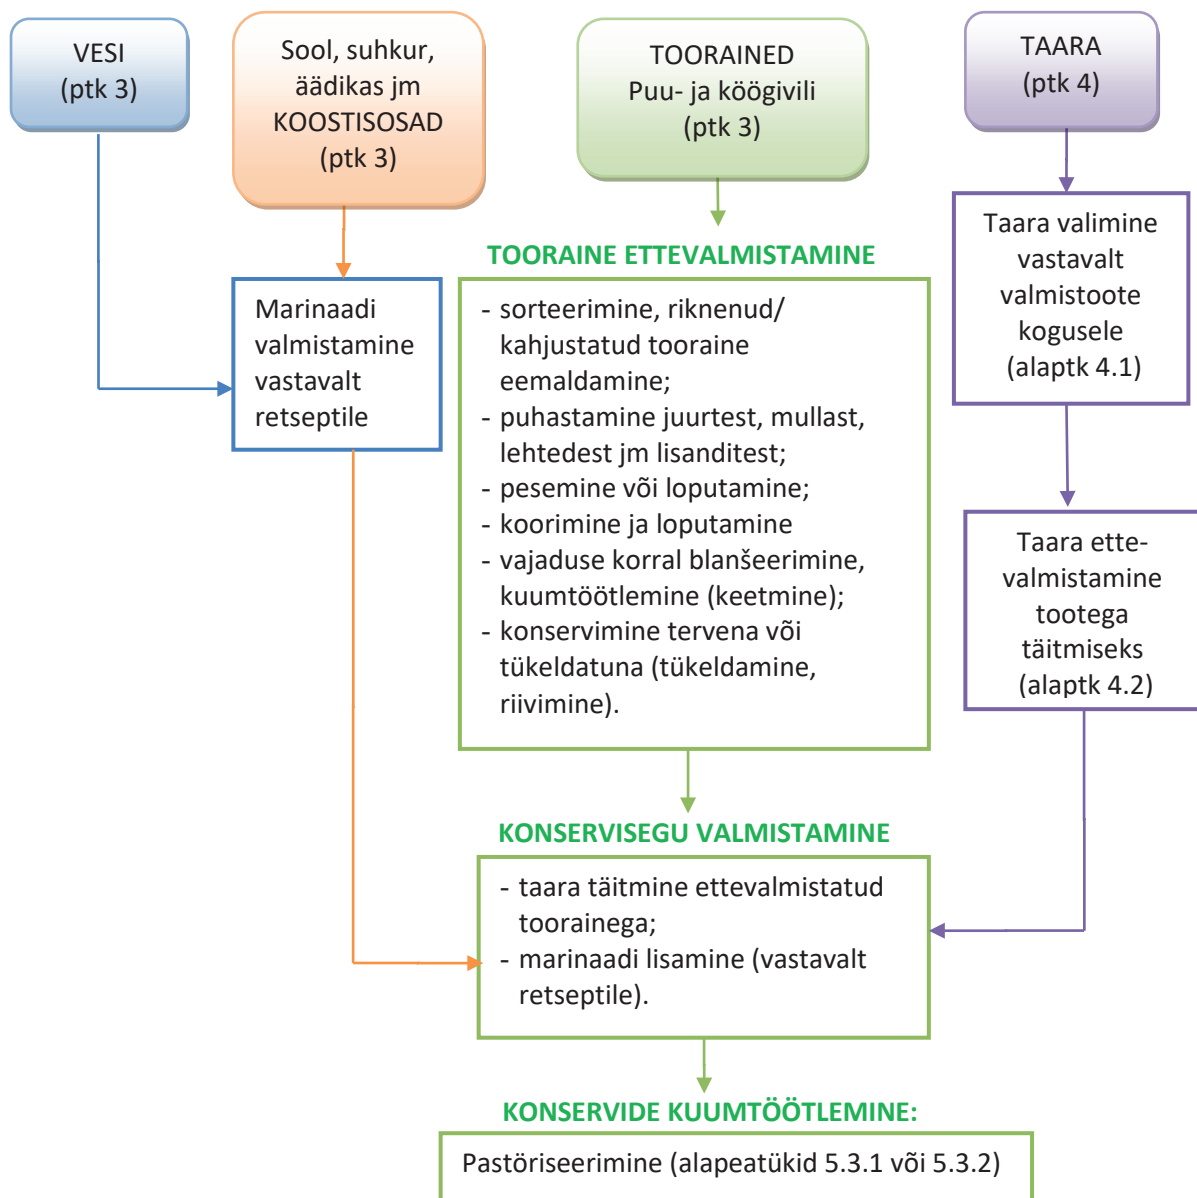 VESI
(ptk 3)
Sool, suhkur,
äädikas jm
KOOSTISOSAD
(ptk 3)
TOORAINED
Puu- ja köögivili
(ptk 3)
TAARA
(ptk 4)
Marinaadi
valmistamine
vastavalt
retseptile
TOORAINE ETTEVALMISTAMINE
- sorteerimine, riknenud/
kahjustatud tooraine
eemaldamine;
- puhastamine juurtest, mullast,
lehtedest jm lisanditest;
- pesemine või loputamine;
- koorimine ja loputamine
- vajaduse korral blanšeerimine,
kuumtöötlemine (keetmine);
- konservimine tervena või
tükeldatuna (tükeldamine,
riivimine).
Taara valimine
vastavalt
valmistoote
kogusele
(alaptk 4.1)
Taara ette-
valmistamine
tootega
täitmiseks
(alaptk 4.2)
KONSERVISEGU VALMISTAMINE
- taara täitmine ettevalmistatud
toorainega;
- marinaadi lisamine (vastavalt
retseptile).
KONSERVIDE KUUMTÖÖTLEMINE:
Pastöriseerimine (alapeatükid 5.3.1 või 5.3.2)